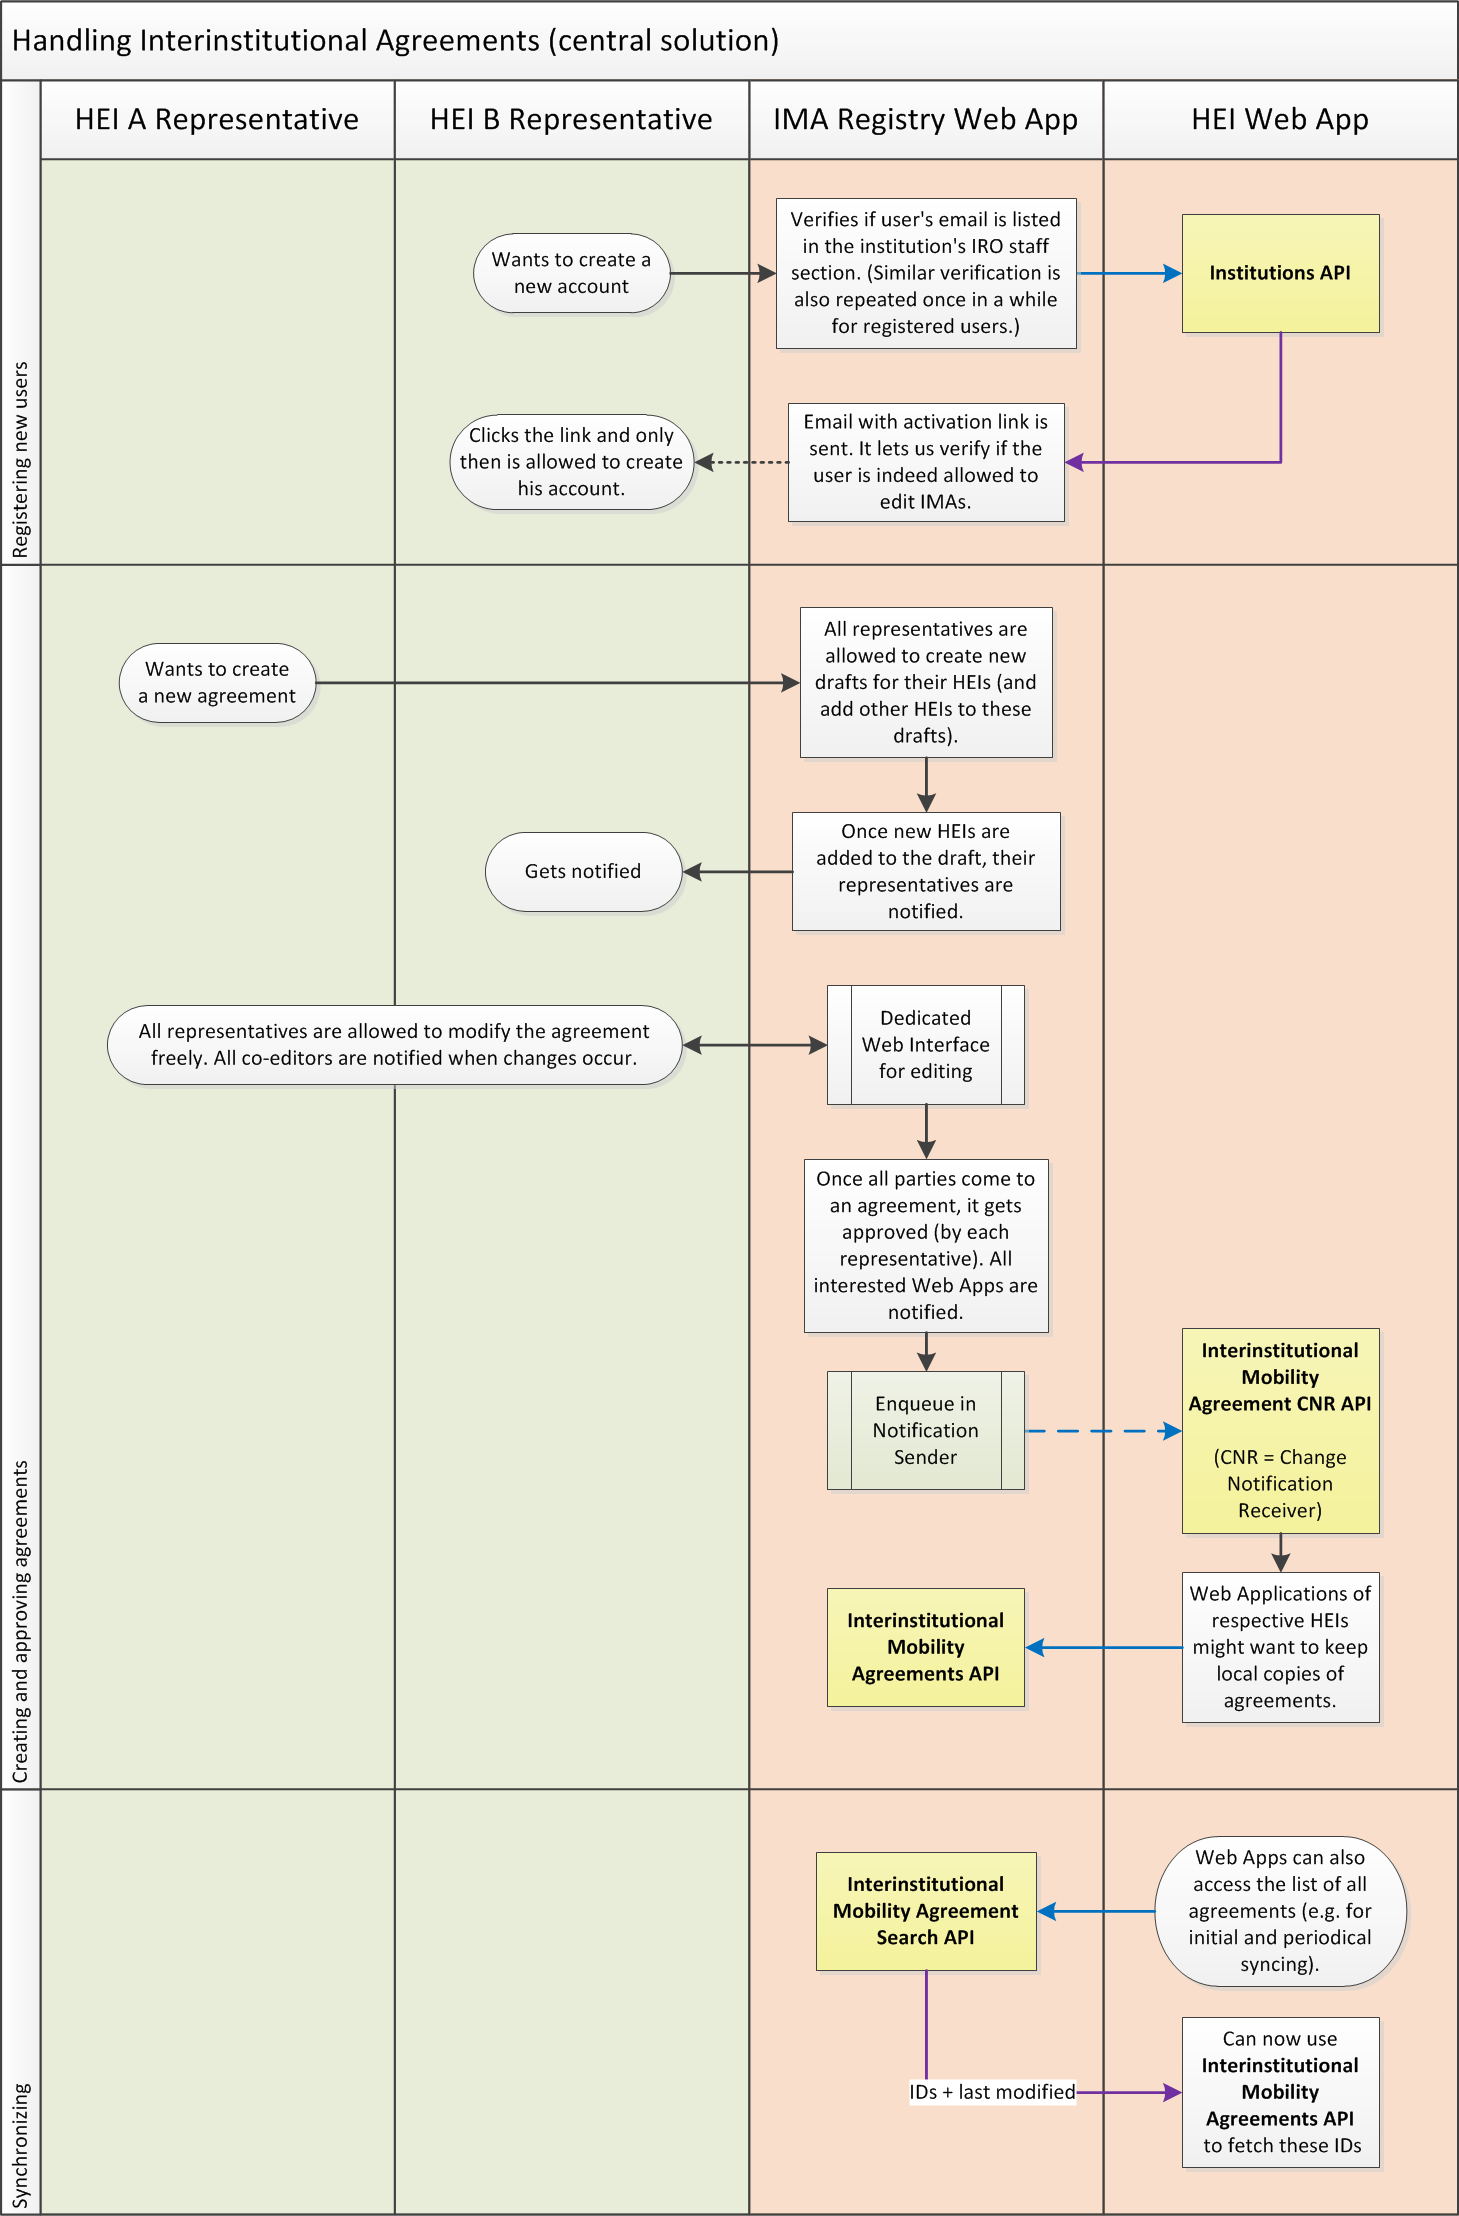 Handling Interinstitutional Agreements (central solution)
HEI A Representative
HEI B Representative
IMA Registry Web App
HEI Web App
Registering new users
Wants to create a
new account
Verifies if user's email is listed
in the institution's IRO staff
section. (Similar verification is
also repeated once in a while
for registered users.)
Institutions API
Clicks the link and only
then is allowed to create
his account.
Email with activation link is
sent. It lets us verify if the
user is indeed allowed to
edit IMAs.
Creating and approving agreements
Wants to create
a new agreement
All representatives are
allowed to create new
drafts for their HEIs (and
add other HEIs to these
drafts).
Gets notified
Once new HEIs are
added to the draft, their
representatives are
notified.
All representatives are allowed to modify the agreement
freely. All co-editors are notified when changes occur.
Dedicated
Web Interface
for editing
Once all parties come to
an agreement, it gets
approved (by each
representative). All
interested Web Apps are
notified.
Enqueue in
Notification
Sender
Interinstitutional
Mobility
Agreement CNR API
(CNR = Change
Notification
Receiver)
Interinstitutional
Mobility
Agreements API
Web Applications of
respective HEIs
might want to keep
local copies of
agreements.
Synchronizing
Interinstitutional
Mobility Agreement
Search API
Web Apps can also
access the list of all
agreements (e.g. for
initial and periodical
syncing).
IDs + last modified
Can now use
Interinstitutional
Mobility
Agreements API
to fetch these IDs